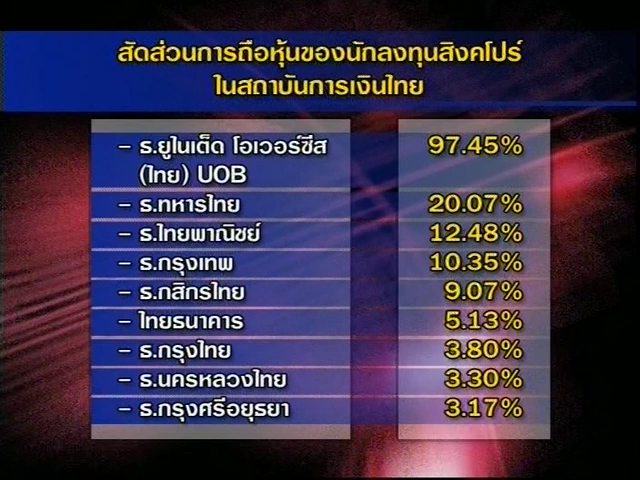 สัดส่วนการถือหุ้นของนักลงทุนสิงคโปร์
ในสถาบันการเงินไทย
– ธ.ยูไนเต็ด โอเวอร์ซีส 97.45%
(ไทย) UOB
– ธ.ทหารไทย 20.07%
– ธ.ไทยพาณิชย์ 12.48%
– ธ.กรุงเทพ 10.35%
– ธ.กสิกรไทย 9.07%
– ไทยธนาคาร 5.13%
– ธ.กรุงไทย 3.80%
– ธ.นครหลวงไทย 3.30%
– ธ.กรุงศรีอยุธยา 3.17%